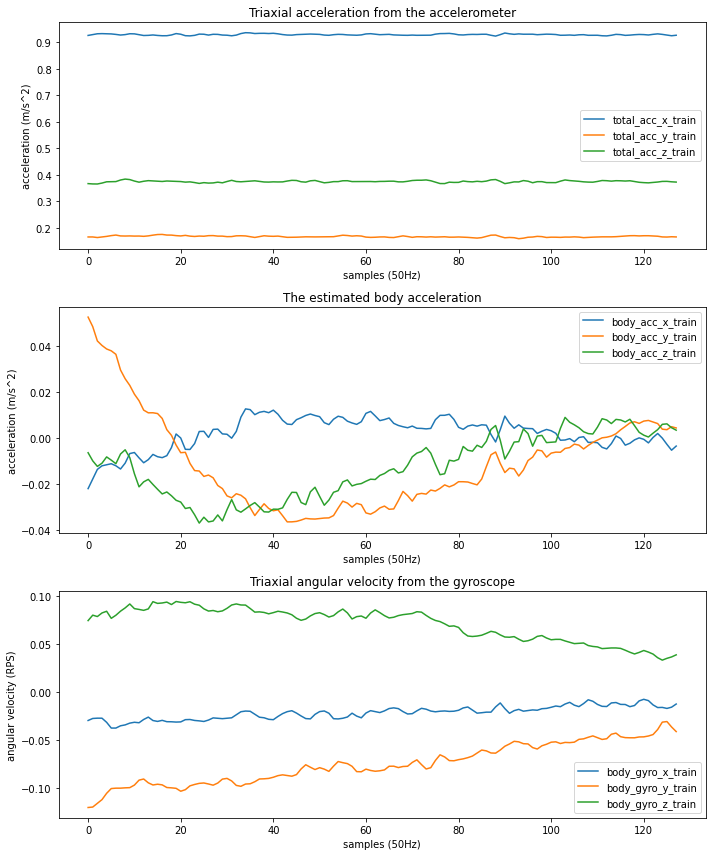 Triaxial acceleration from the accelerometer
acceleration (m/s^2)
0.9
0.8
0.7
0.6
0.5
0.4
0.3
0.2
total_acc_x_train
total_acc_y_train
total_acc_z_train
0 20 40 60 80 100 120
samples (50Hz)
The estimated body acceleration
acceleration (m/s^2)
0.04
0.02
0.00
−0.02
−0.04
body_acc_x_train
body_acc_y_train
body_acc_z_train
0 20 40 60 80 100 120
samples (50Hz)
Triaxial angular velocity from the gyroscope
angular velocity (RPS)
0.10
0.05
0.00
−0.05
−0.10
body_gyro_x_train
body_gyro_y_train
body_gyro_z_train
0 20 40 60 80 100 120
samples (50Hz)